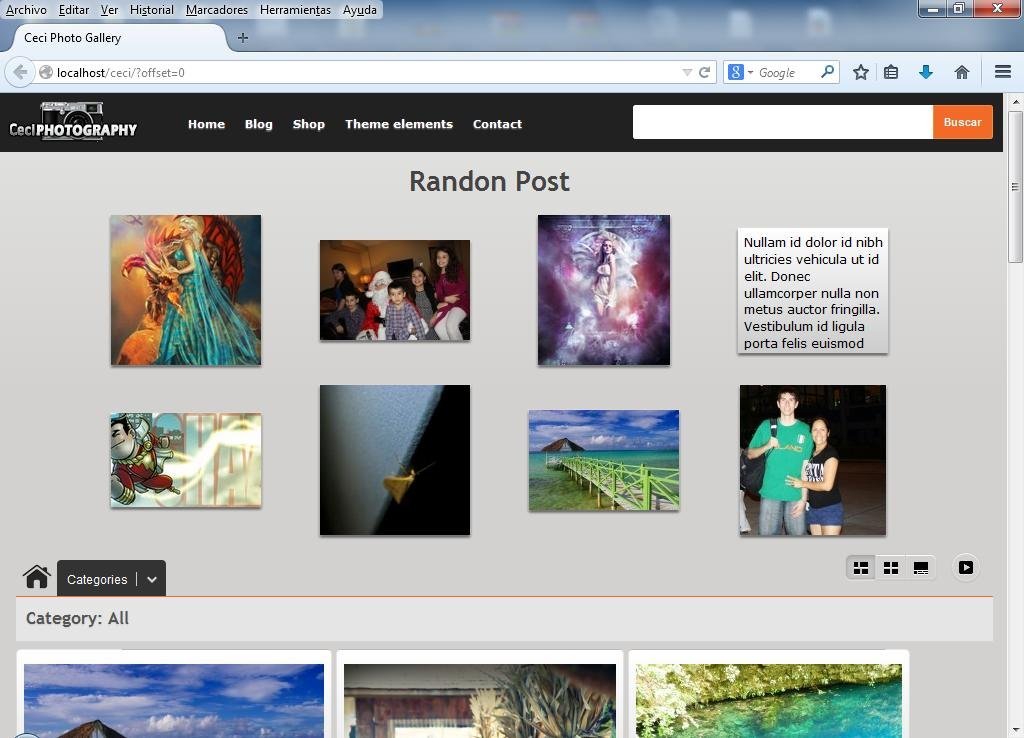 Archivo Editar Ver Historial Marcadores Herramientas Ayuda
Ceci Photo Gallery
localhost/ceci/?offset=0
Google
CeciPHOTOGRAPHY
Home Blog Shop Theme elements Contact
Buscar
Randon Post
Nullam id dolor id nibh
ultricies vehicula ut id
elit. Donec
ullamcorper nulla non
metus auctor fringilla.
Vestibulum id ligula
porta felis euismod
Categories
Category: All